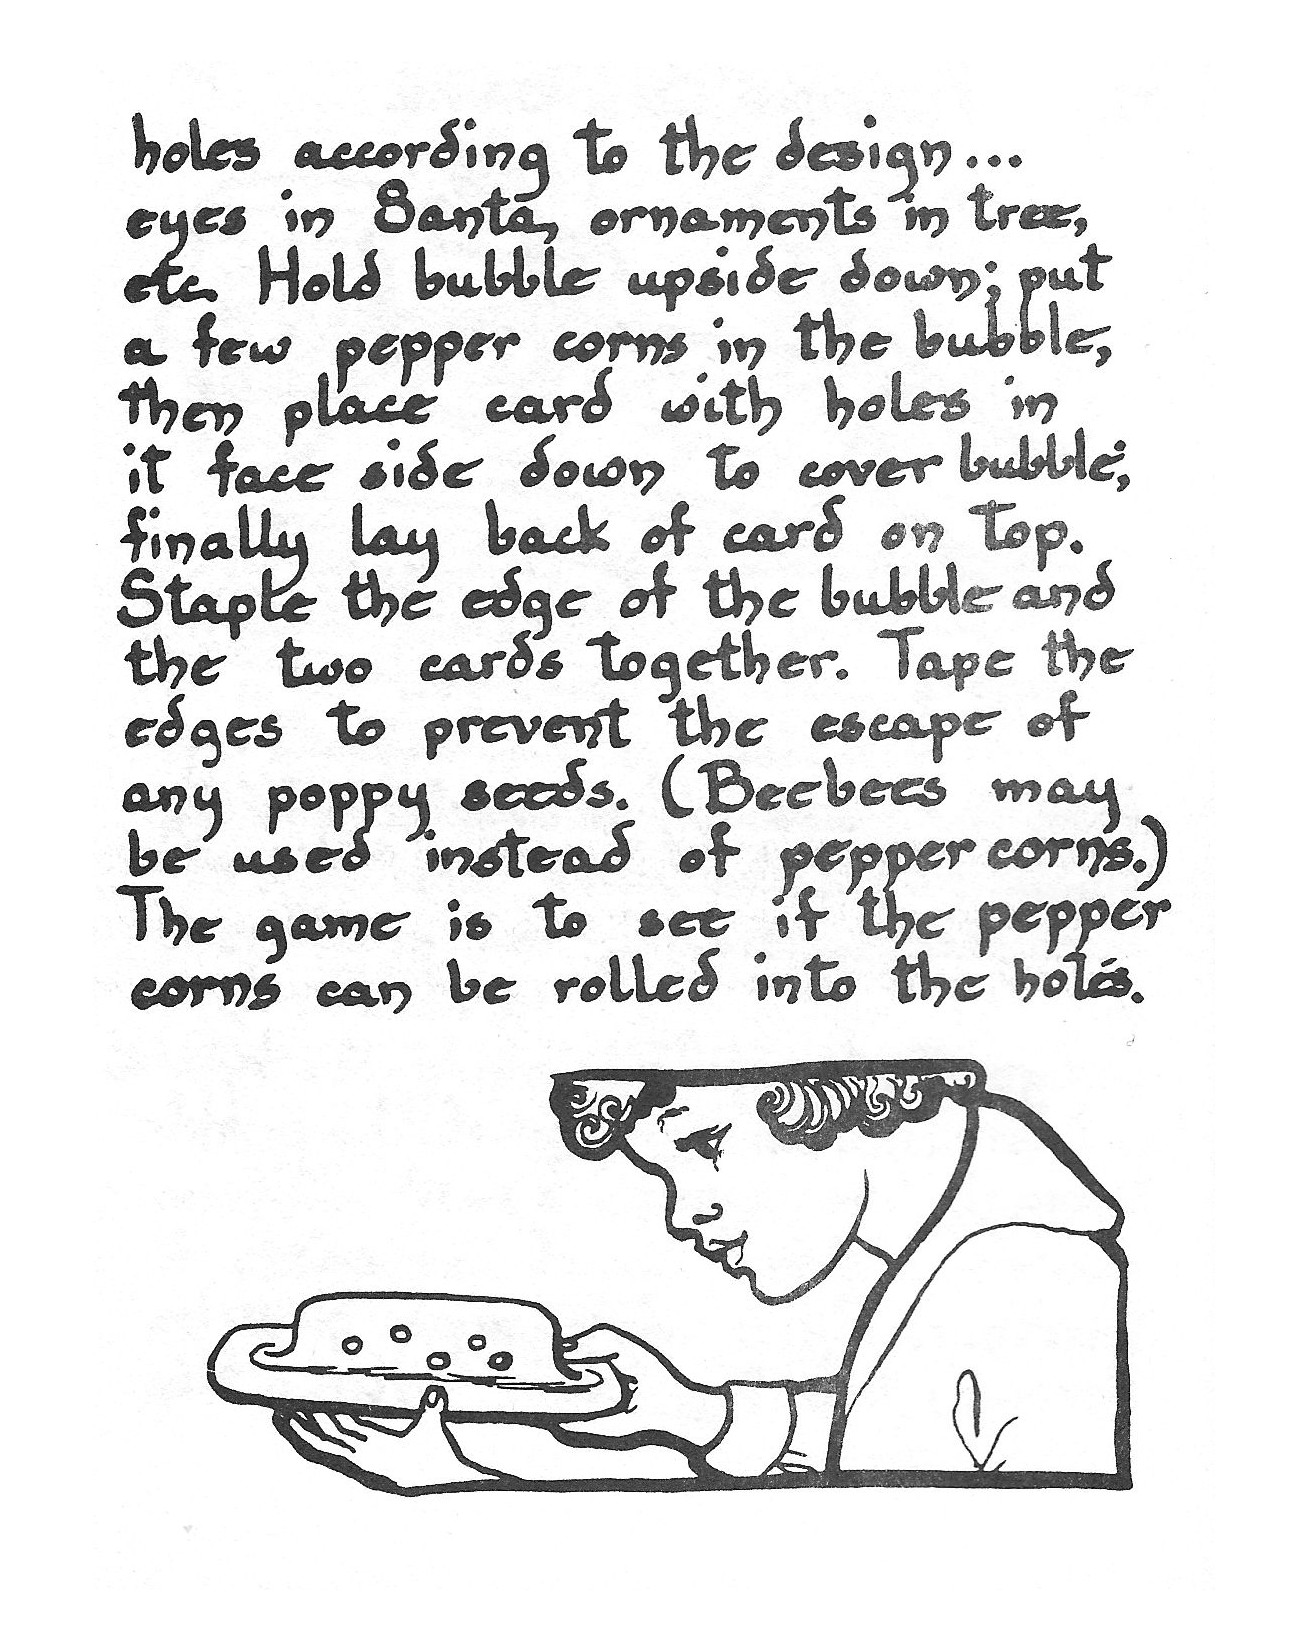 holes according to the design...
eyes in Santa, ornaments in tree,
etc. Hold bubble upside down; put
a few pepper corns in the bubble,
then place card with holes in
it face side down to cover bubble;
finally lay back of card on top.
Staple the edge of the bubble and
the two cards together. Tape the
edges to prevent the escape of
any poppy seeds. (Beebees may
be used instead of pepper corns.)
The game is to see if the pepper
corns can be rolled into the holes.